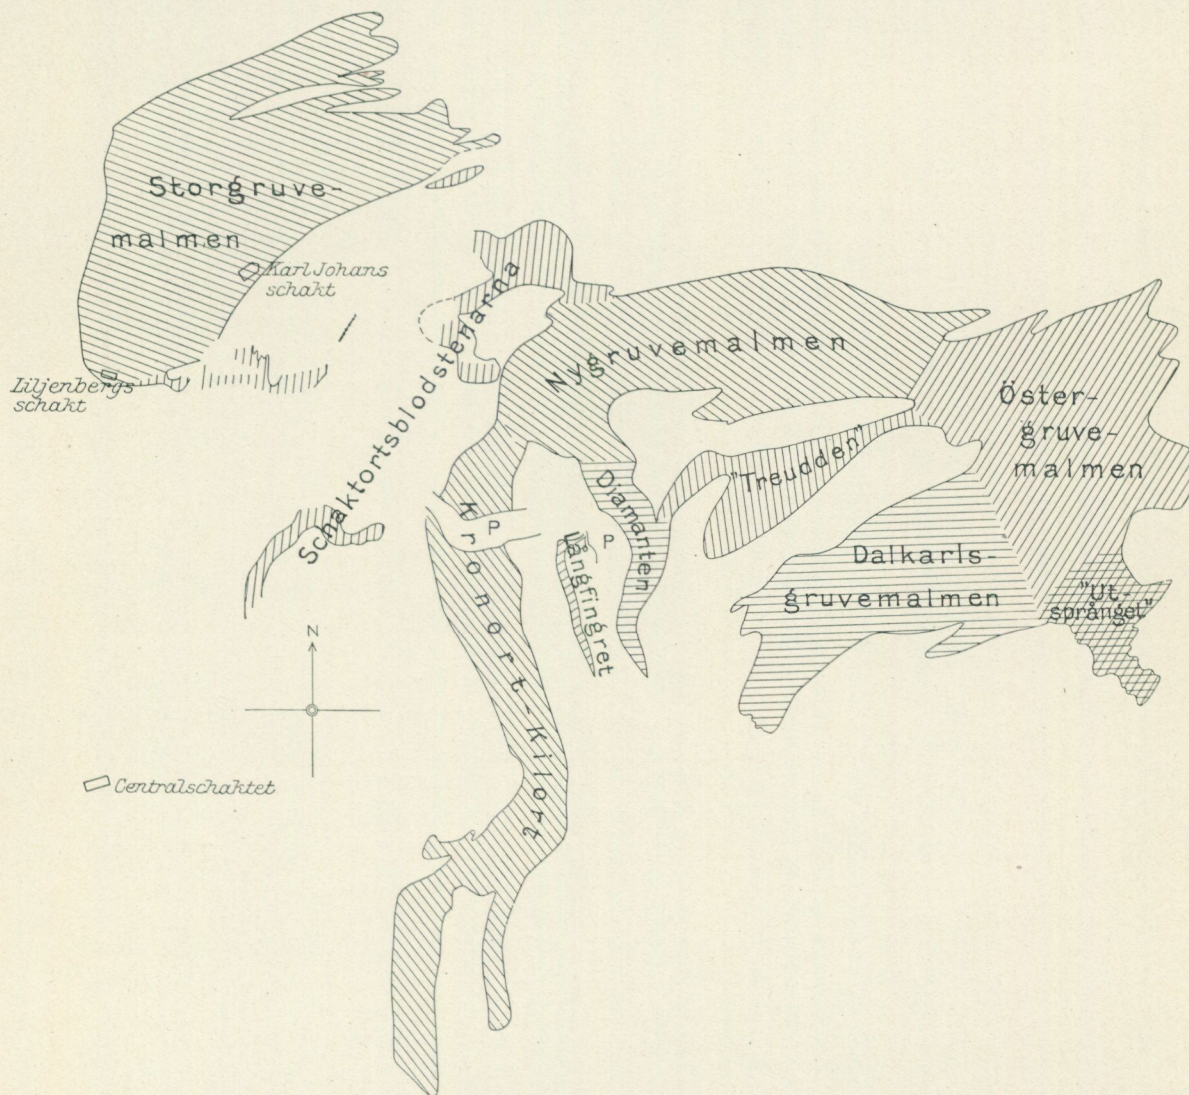 Storgruve-
malmen
Karl Johans
schakt
Liljenbergs
schakt
Schaktortsblodstenarna
Nygruvemalmen
Öster-
gruve-
malmen
"Treudden"
Diamanten
P
P
Långfingret
Kronort-Kilort
Dalkarls-
gruvemalmen
"Ut-
språnget"
N
Centralschaktet